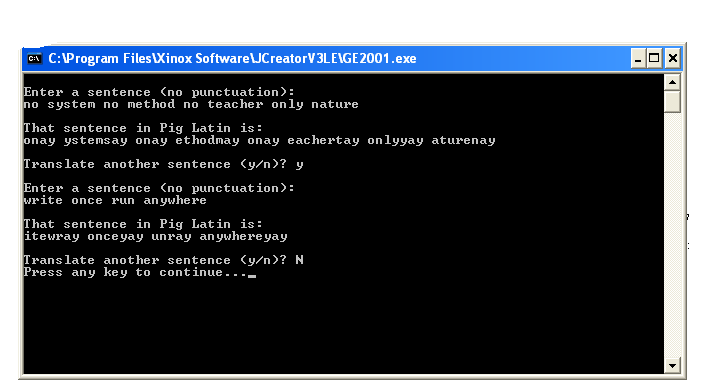 C:\Program Files\Xinox Software\JCreatorV3LE\GE2001.exe
Enter a sentence (no punctuation):
no system no method no teacher only nature
That sentence in Pig Latin is:
onay ystemsay onay ethodmay onay eachertay onlyyay aturenay
Translate another sentence (y/n)? y
Enter a sentence (no punctuation):
write once run anywhere
That sentence in Pig Latin is:
itewray onceyay unray anywhereyay
Translate another sentence (y/n)? N
Press any key to continue..._